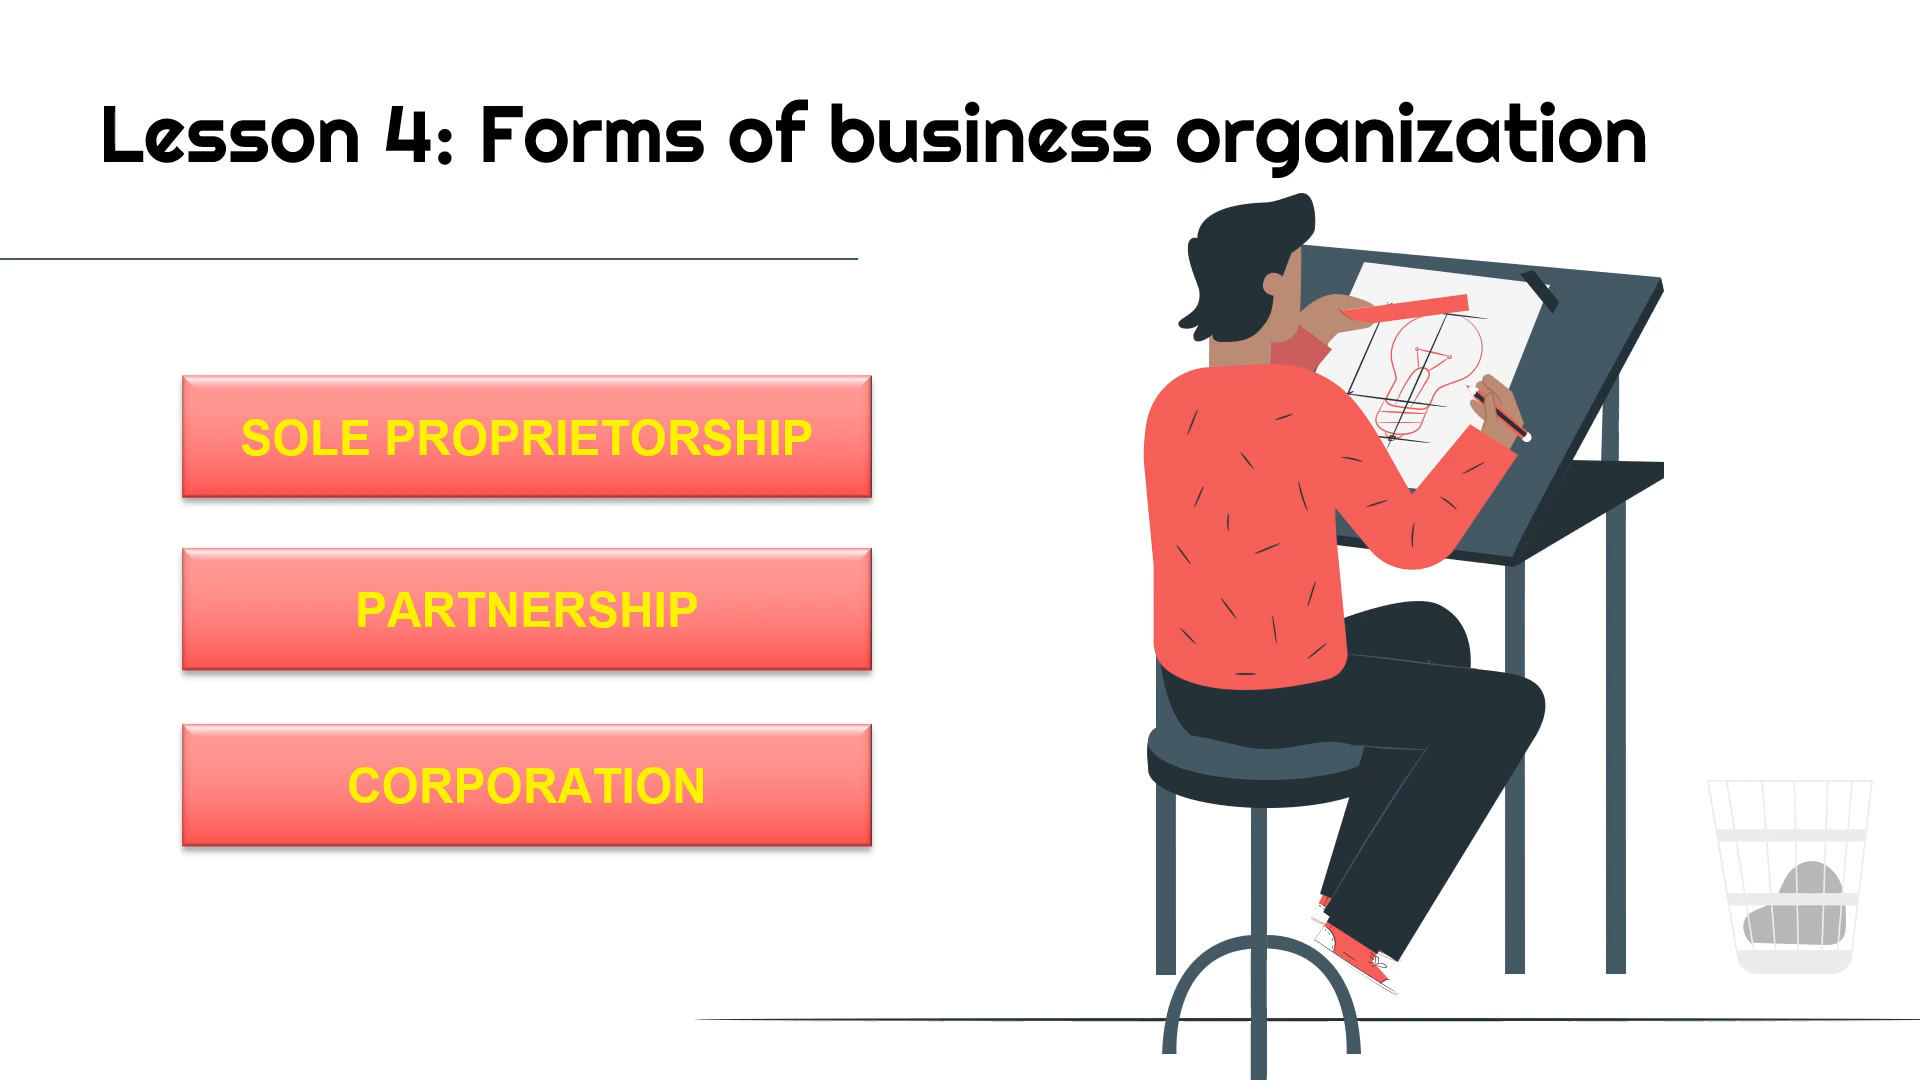 Lesson 4: Forms of business organization
SOLE PROPRIETORSHIP
PARTNERSHIP
CORPORATION